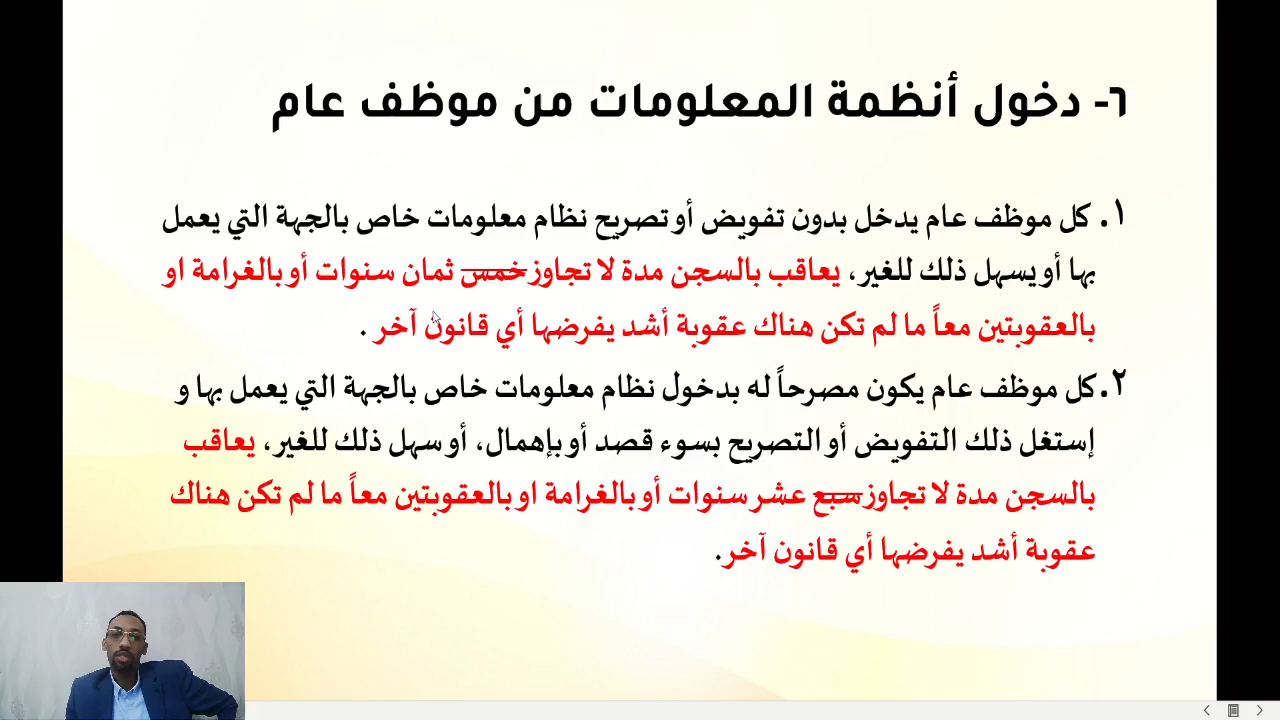 ٦- دخول أنظمة المعلومات من موظف عام
١. كل موظف عام يدخل بدون تفويض أو تصريح نظام معلومات خاص بالجهة التي يعمل
بها أو يسهل ذلك للغير، يعاقب بالسجن مدة لا تجاوز خمس ثمان سنوات أو بالغرامة او
بالعقوبتين معاً ما لم تكن هناك عقوبة أشد يفرضها أي قانون آخر .
٢. كل موظف عام يكون مصرحاً له بدخول نظام معلومات خاص بالجهة التي يعمل بها و
إستغل ذلك التفويض أو التصريح بسوء قصد أو بإهمال، أو سهل ذلك للغير، يعاقب
بالسجن مدة لا تجاوز سبع عشر سنوات أو بالغرامة او بالعقوبتين معاً ما لم تكن هناك
عقوبة أشد يفرضها أي قانون آخر.